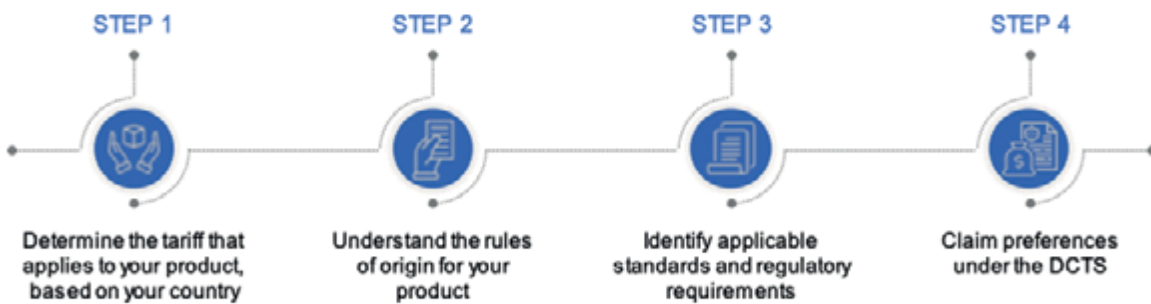 STEP 1
Determine the tariff that
applies to your product,
based on your country
STEP 2
Understand the rules
of origin for your
product
STEP 3
Identify applicable
standards and regulatory
requirements
STEP 4
$
Claim preferences
under the DCTS